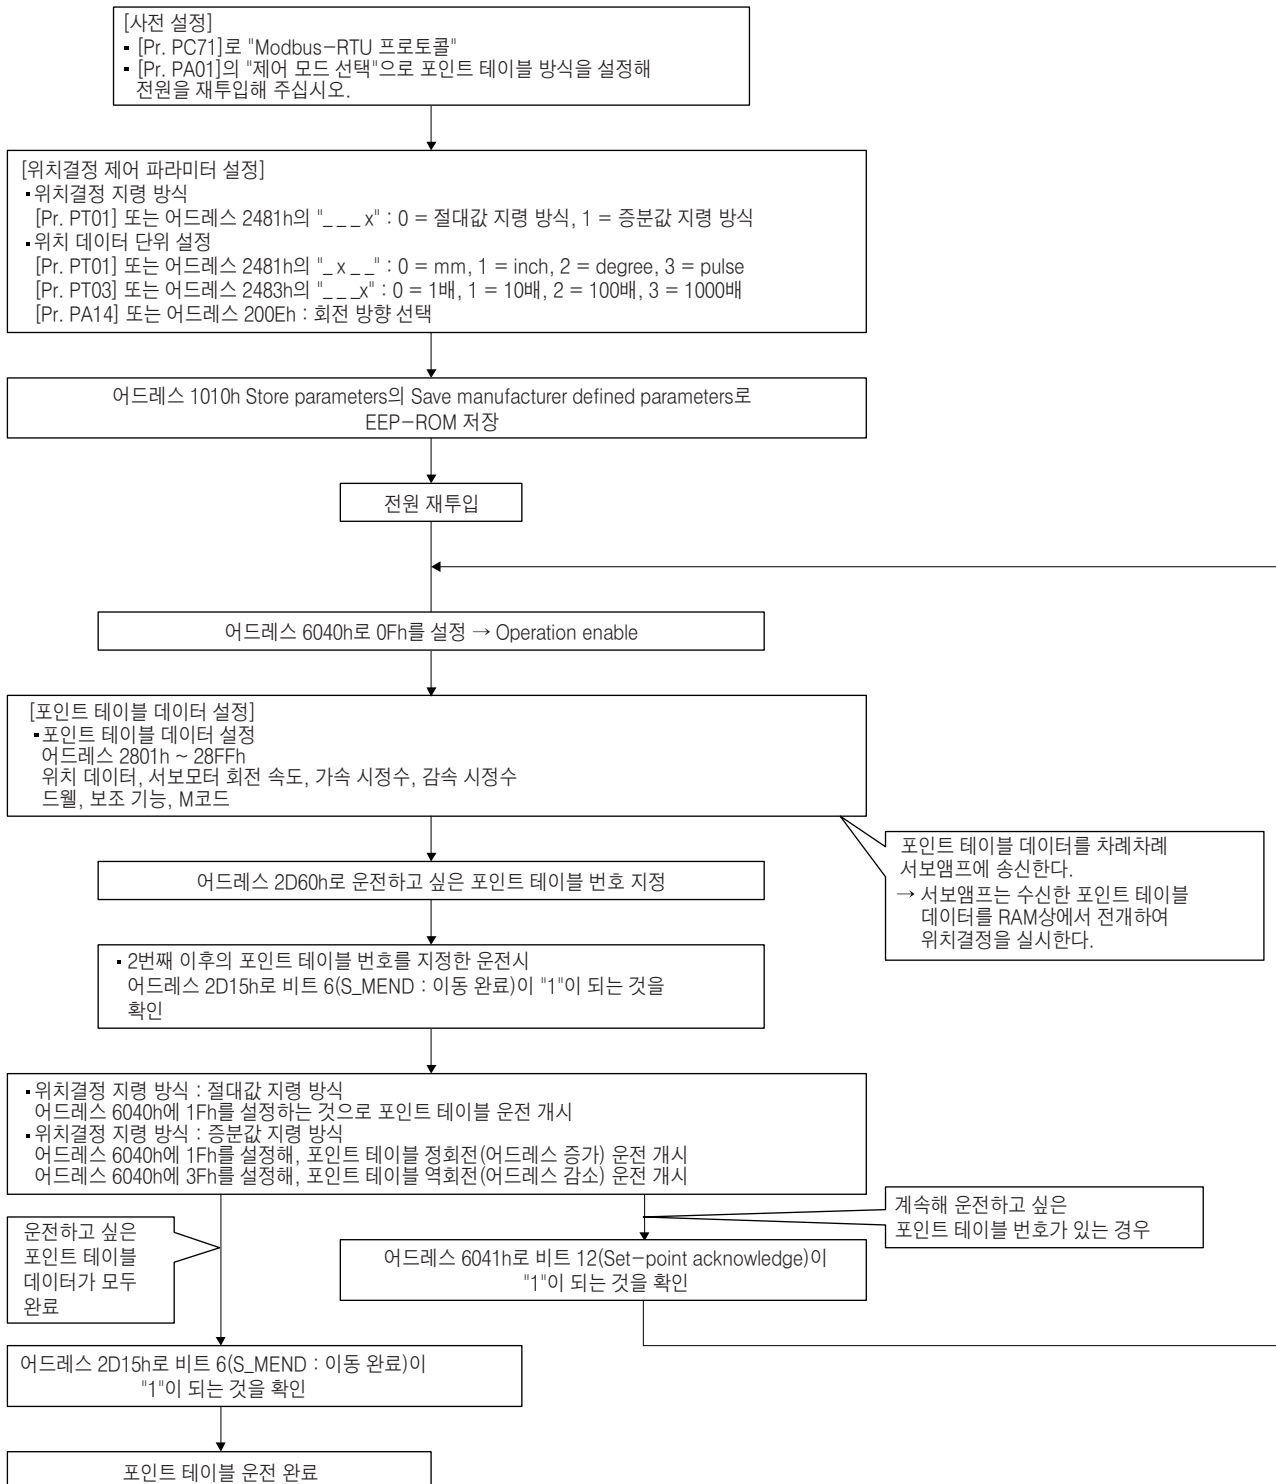 [사전 설정]
▪ [Pr. PC71]로 "Modbus-RTU 프로토콜"
▪ [Pr. PA01]의 "제어 모드 선택"으로 포인트 테이블 방식을 설정해
전원을 재투입해 주십시오.
[위치결정 제어 파라미터 설정]
▪ 위치결정 지령 방식
[Pr. PT01] 또는 어드레스 2481h의 "_ _ _ x" : 0 = 절대값 지령 방식, 1 = 증분값 지령 방식
▪ 위치 데이터 단위 설정
[Pr. PT01] 또는 어드레스 2481h의 "_ x _ _" : 0 = mm, 1 = inch, 2 = degree, 3 = pulse
[Pr. PT03] 또는 어드레스 2483h의 "_ _ _x" : 0 = 1배, 1 = 10배, 2 = 100배, 3 = 1000배
[Pr. PA14] 또는 어드레스 200Eh : 회전 방향 선택
어드레스 1010h Store parameters의 Save manufacturer defined parameters로
EEP-ROM 저장
전원 재투입
어드레스 6040h로 0Fh를 설정 → Operation enable
[포인트 테이블 데이터 설정]
▪ 포인트 테이블 데이터 설정
어드레스 2801h ~ 28FFh
위치 데이터, 서보모터 회전 속도, 가속 시정수, 감속 시정수
드웰, 보조 기능, M코드
포인트 테이블 데이터를 차례차례
서보앰프에 송신한다.
→ 서보앰프는 수신한 포인트 테이블
데이터를 RAM상에서 전개하여
위치결정을 실시한다.
어드레스 2D60h로 운전하고 싶은 포인트 테이블 번호 지정
▪ 2번째 이후의 포인트 테이블 번호를 지정한 운전시
어드레스 2D15h로 비트 6(S_MEND : 이동 완료)이 "1"이 되는 것을
확인
▪ 위치결정 지령 방식 : 절대값 지령 방식
어드레스 6040h에 1Fh를 설정하는 것으로 포인트 테이블 운전 개시
▪ 위치결정 지령 방식 : 증분값 지령 방식
어드레스 6040h에 1Fh를 설정해, 포인트 테이블 정회전(어드레스 증가) 운전 개시
어드레스 6040h에 3Fh를 설정해, 포인트 테이블 역회전(어드레스 감소) 운전 개시
계속해 운전하고 싶은
포인트 테이블 번호가 있는 경우
운전하고 싶은
포인트 테이블
데이터가 모두
완료
어드레스 6041h로 비트 12(Set-point acknowledge)이
"1"이 되는 것을 확인
어드레스 2D15h로 비트 6(S_MEND : 이동 완료)이
"1"이 되는 것을 확인
포인트 테이블 운전 완료